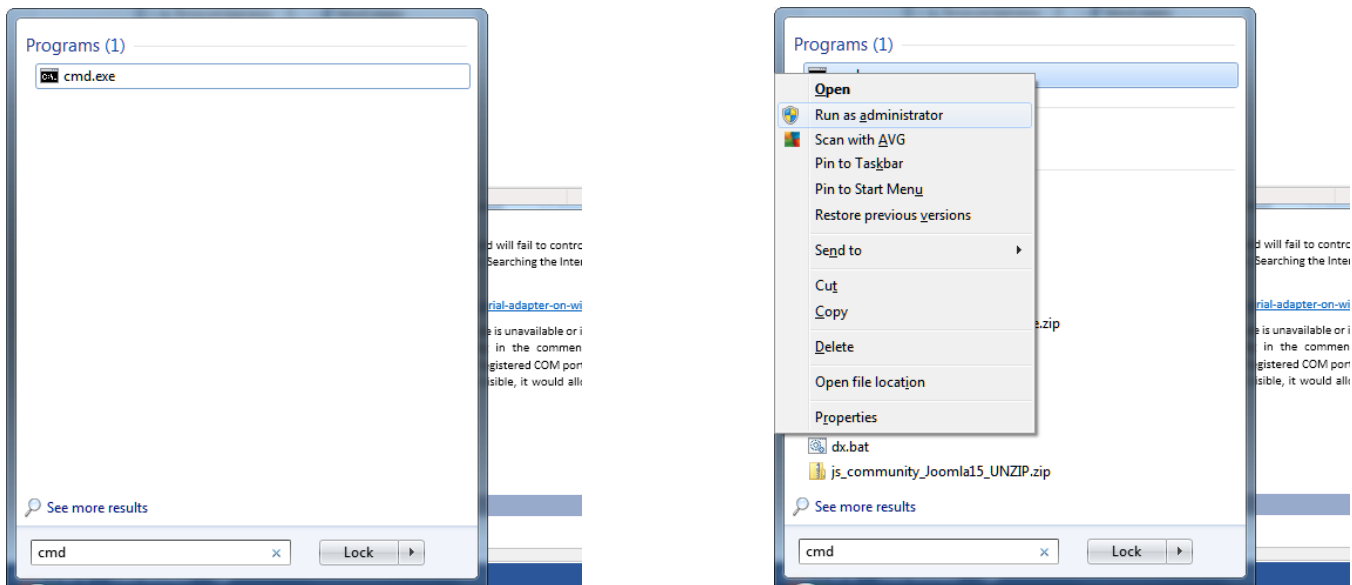 Programs (1)
cmd.exe
d will fail to contro
Searching the Inter
rial-adapter-on-wi
e is unavailable or i
in the commen
gistered COM port
isible, it would allo
See more results
cmd
Lock
Programs (1)
Open
Run as administrator
Scan with AVG
Pin to Taskbar
Pin to Start Menu
Restore previous versions
Send to
Cut
Copy
Delete
Open file location
Properties
e.zip
dx.bat
js_community_Joomla15_UNZIP.zip
d will fail to contro
Searching the Inter
rial-adapter-on-wi
e is unavailable or i
in the commen
gistered COM port
isible, it would allo
See more results
cmd
Lock